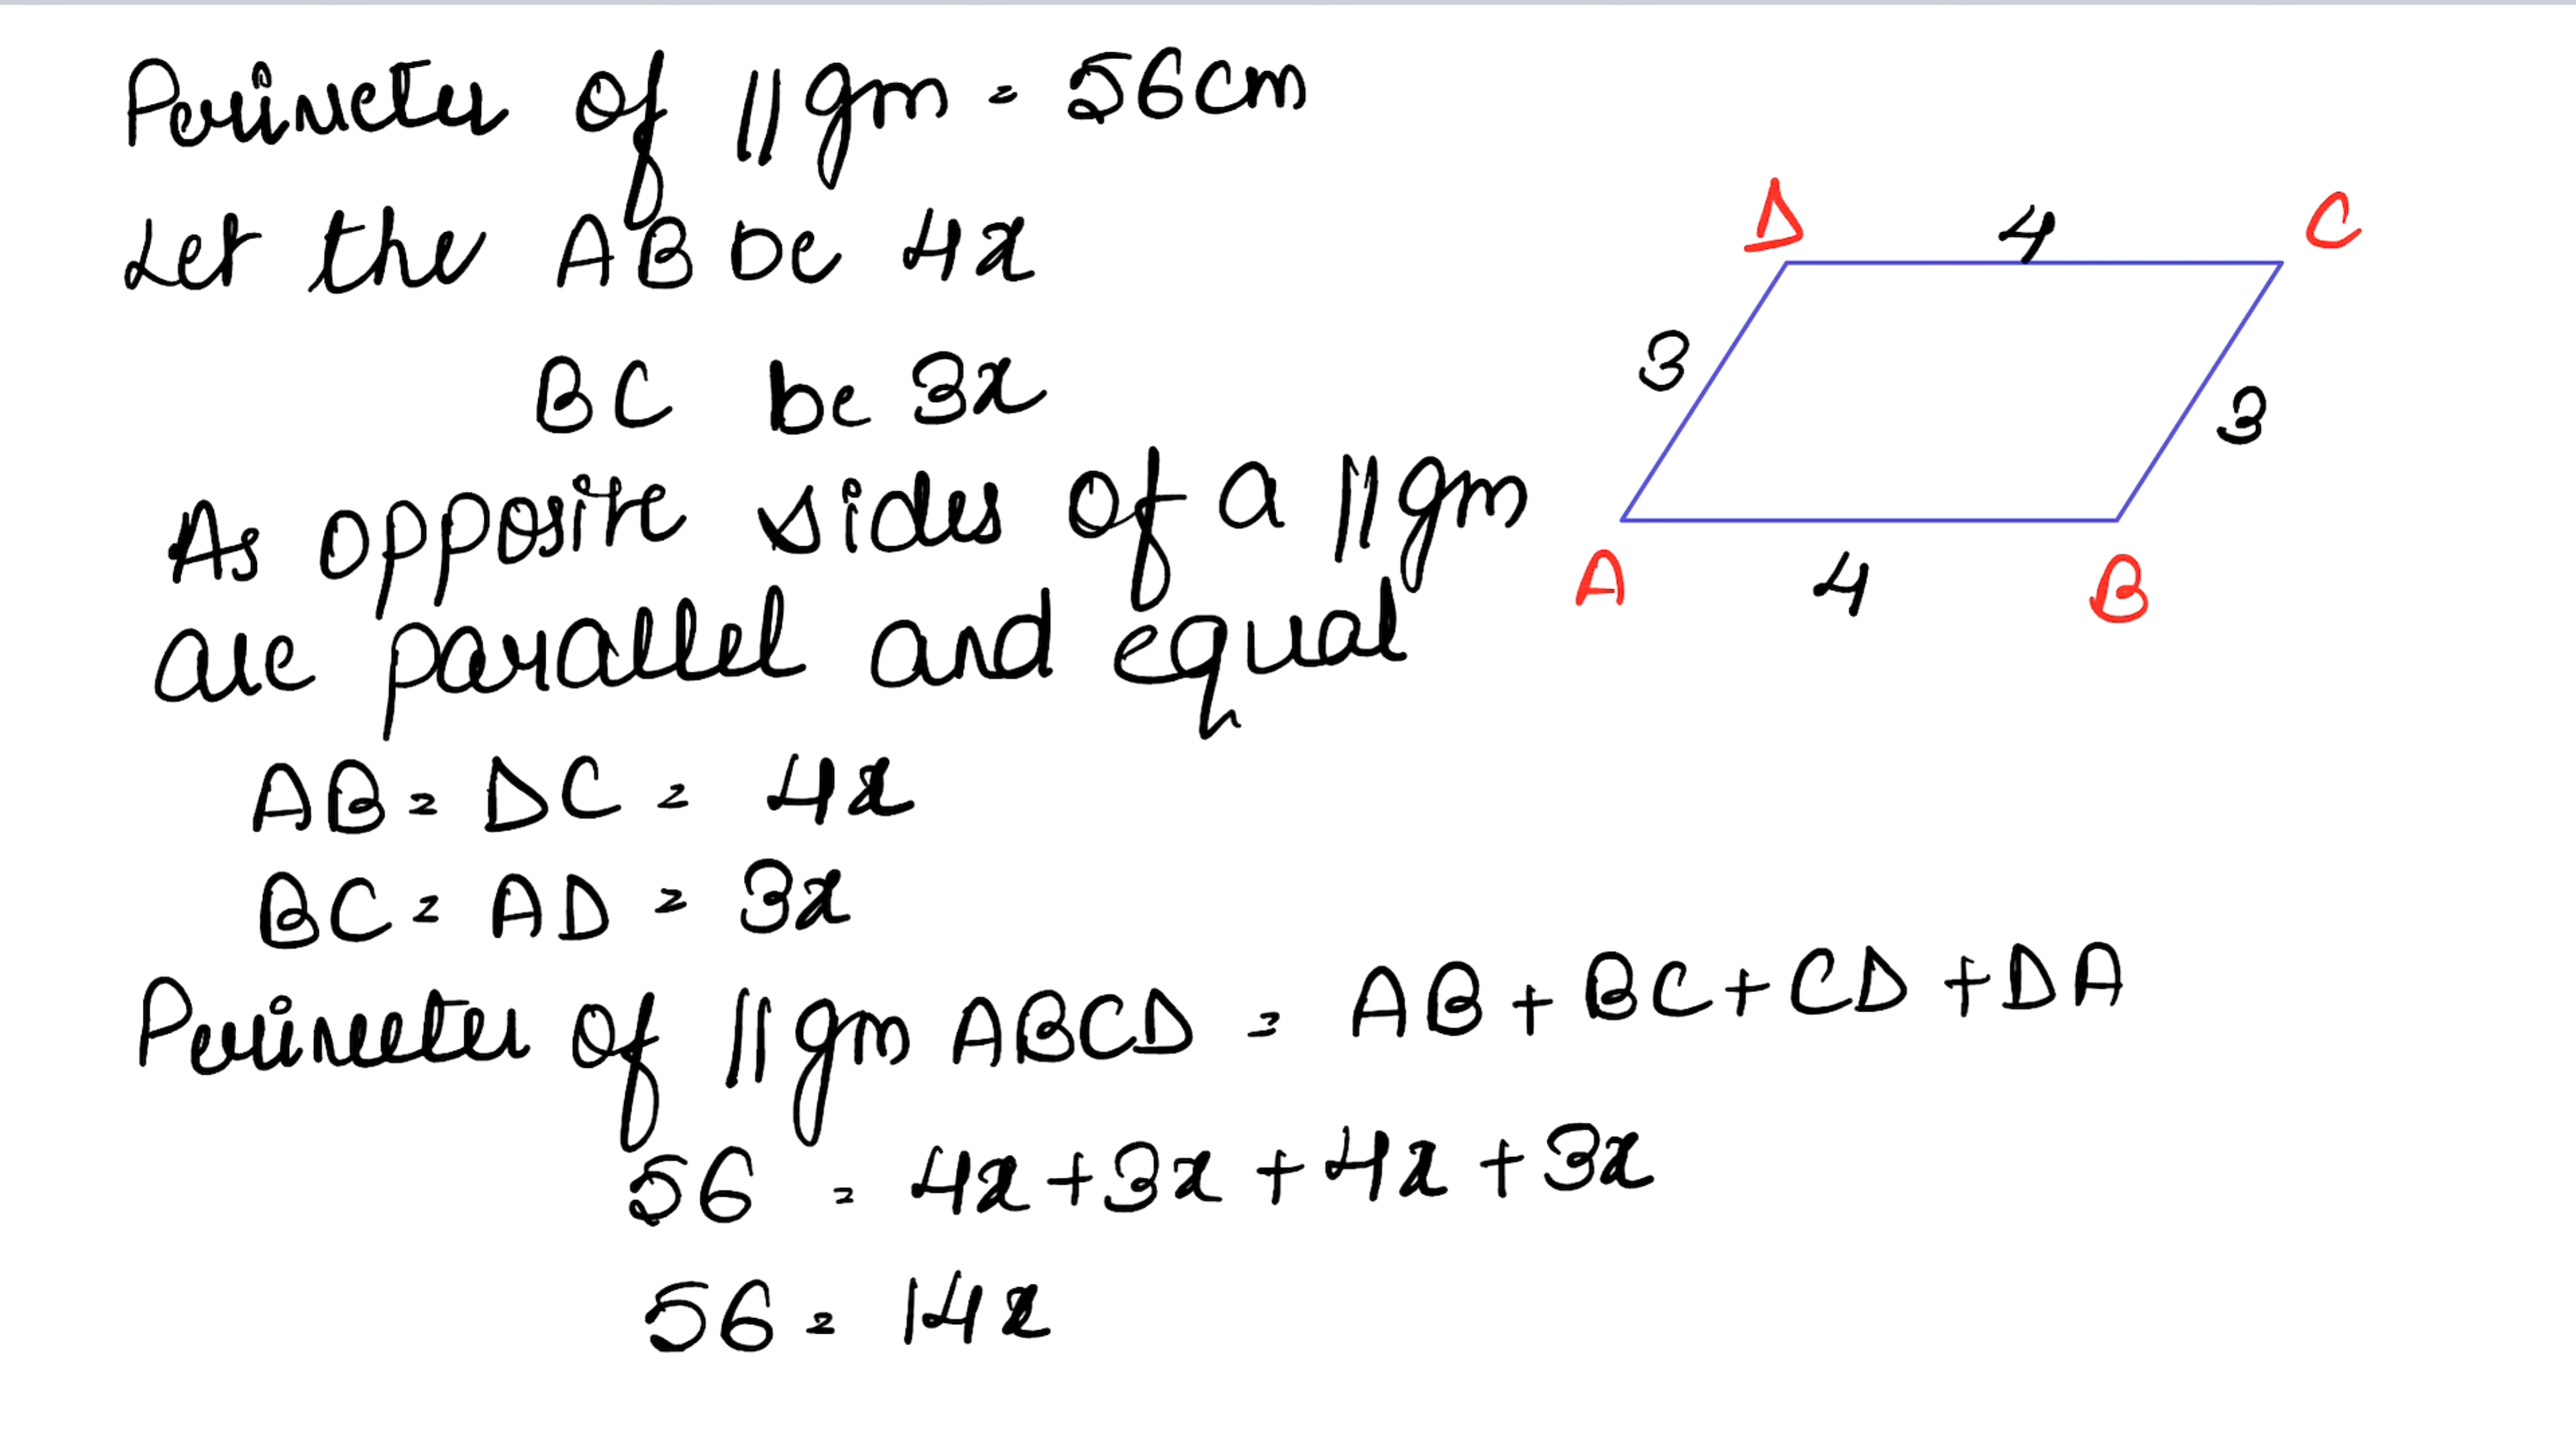 Perimeter of ||gm = 56cm
Let the AB be 4x
BC be 3x
As opposite sides of a ||gm
are parallel and equal
AB = DC = 4x
BC = AD = 3x
Perimeter of ||gm ABCD = AB + BC + CD + DA
56 = 4x + 3x + 4x + 3x
56 = 14x
D 4 C
3
3
A 4 B